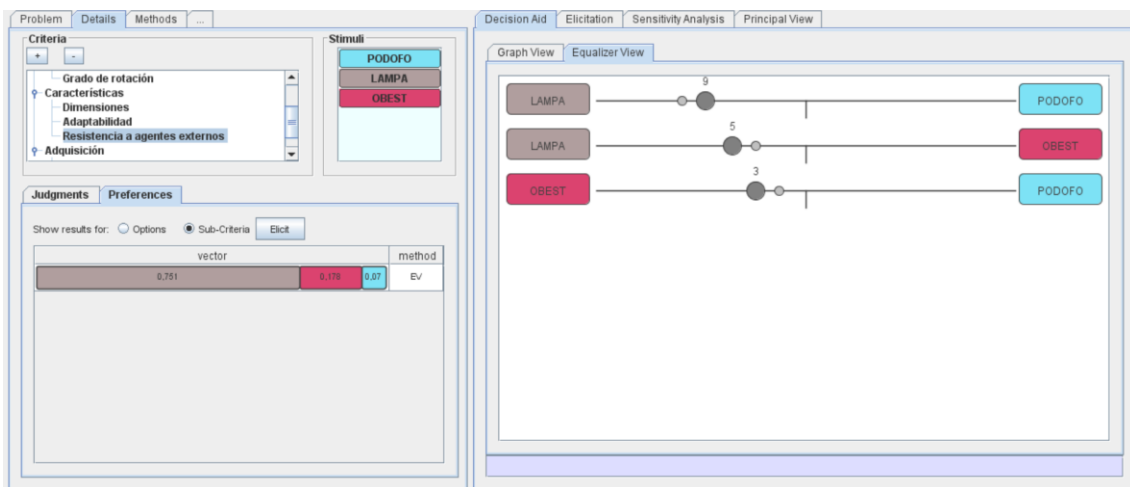 Problem Details Methods ...
Criteria
+ -
Grado de rotación
Características
Dimensiones
Adaptabilidad
Resistencia a agentes externos
Adquisición
Stimuli
PODOFO
LAMPA
OBEST
Judgments Preferences
Show results for: Options Sub-Criteria Elicit
vector method
0,751 0,178 0,07 EV
Decision Aid Elicitation Sensitivity Analysis Principal View
Graph View Equalizer View
9
LAMPA PODOFO
5
LAMPA OBEST
3
OBEST PODOFO